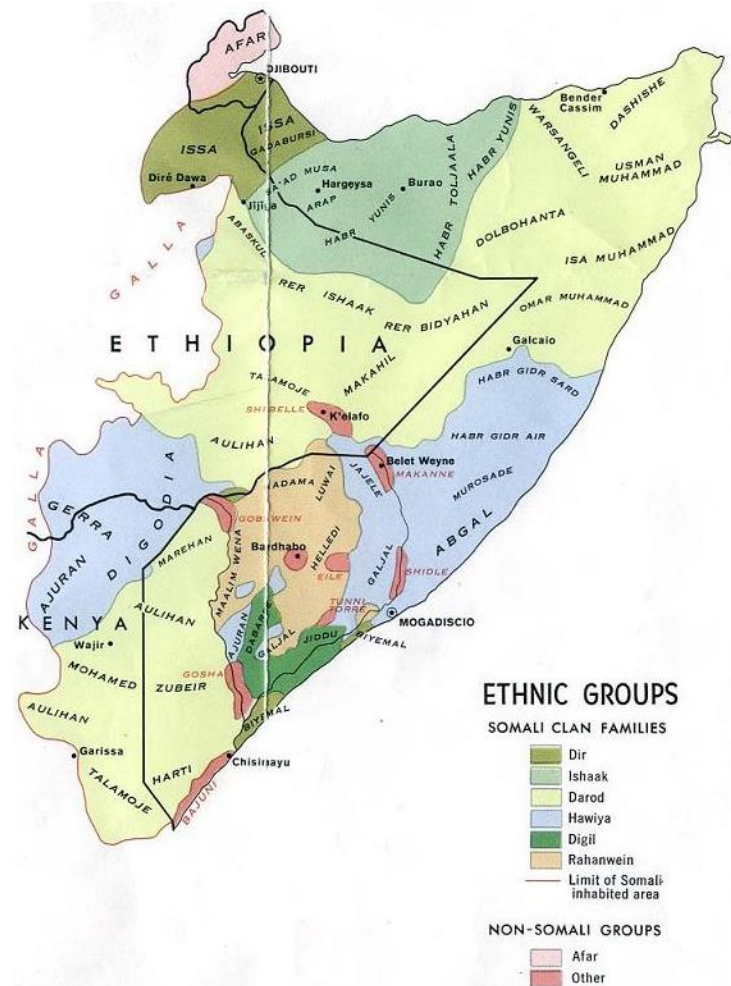 AFAR
DJIBOUTI
ISSA
GADABURSI
ISSA
Diré Dawa
SA-AD MUSA
Hargeysa
ARAP
Burao
HABR YUNIS
HABR TOLJAALA
HABR YUNIS
Jijiga
ABASKUL
Bender
Cassim
WARSANGELI
DASHISHE
USMAN
MUHAMMAD
DOLBOHANTA
ISA MUHAMMAD
OMAR MUHAMMAD
GALLA
RER ISHAAK
RER BIDYAHAN
ETHIOPIA
Galcaio
HABR GIDR SARD
TALAMOJE
MAKAHIL
SHIBELLE
K'elafo
AULIHAN
HABR GIDR AIR
Belet Weyne
MAKANNE
MUROSADE
ABGAL
GALLA
GERRA
DIGODIA
AJURAN
HADAMA
LUWAI
JAJELE
GOBAWEIN
MAREHAN
Bardhabo
HELLEDI
MAALIM WENA
EILE
GALJAL
SHIDLE
TUNNI
TORRE
MOGADISCIO
KENYA
AULIHAN
Wajir
AJURAN
DABARRE
GALJAL
JIDDU
BIYEMAL
MOHAMED
ZUBEIR
GOSHA
AULIHAN
BIYEMAL
Garissa
HARTI
Chisimayu
TALAMOJE
BAJUNI
ETHNIC GROUPS
SOMALI CLAN FAMILIES
Dir
Ishaak
Darod
Hawiya
Digil
Rahanwein
Limit of Somali-
inhabited area
NON-SOMALI GROUPS
Afar
Other